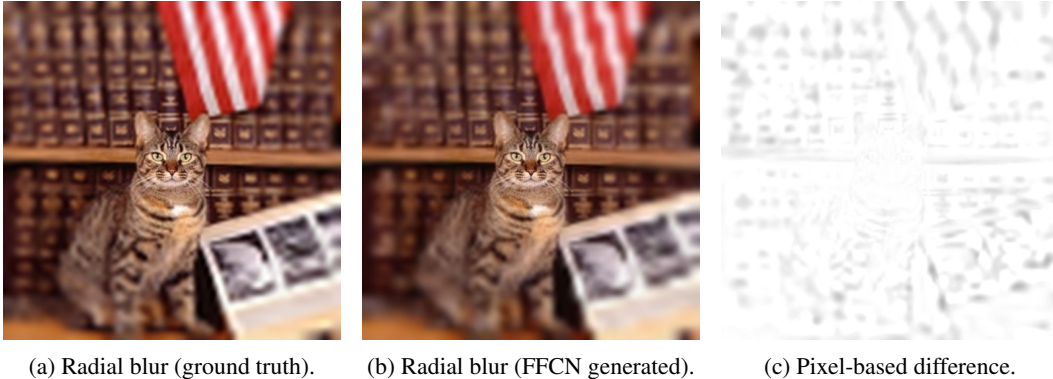 (a) Radial blur (ground truth).
(b) Radial blur (FFCN generated).
(c) Pixel-based difference.